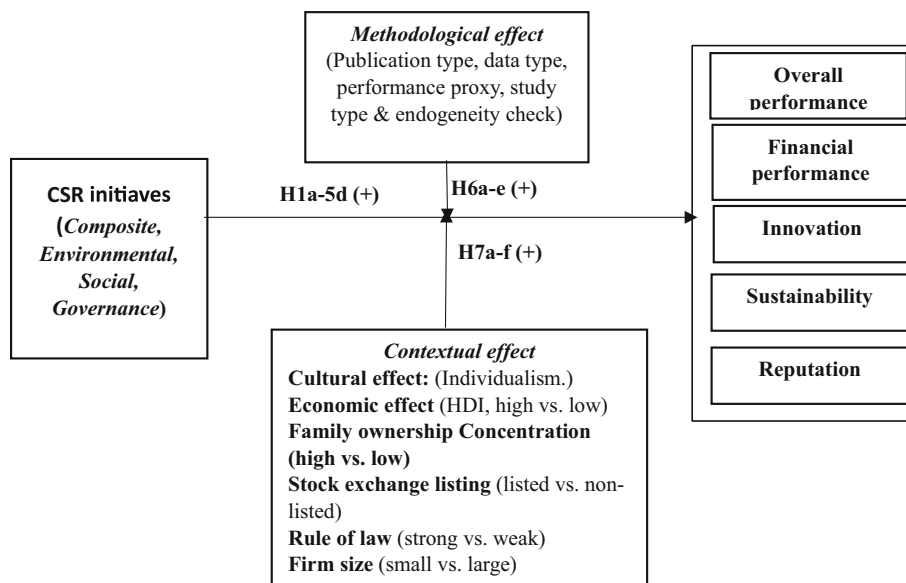 Methodological effect
(Publication type, data type,
performance proxy, study
type & endogeneity check)
Overall
performance
Financial
performance
Innovation
Sustainability
Reputation
CSR initiaves
(Composite,
Environmental,
Social,
Governance)
H1a-5d (+)
H6a-e (+)
H7a-f (+)
Contextual effect
Cultural effect: (Individualism.)
Economic effect (HDI, high vs. low)
Family ownership Concentration
(high vs. low)
Stock exchange listing (listed vs. non-
listed)
Rule of law (strong vs. weak)
Firm size (small vs. large)